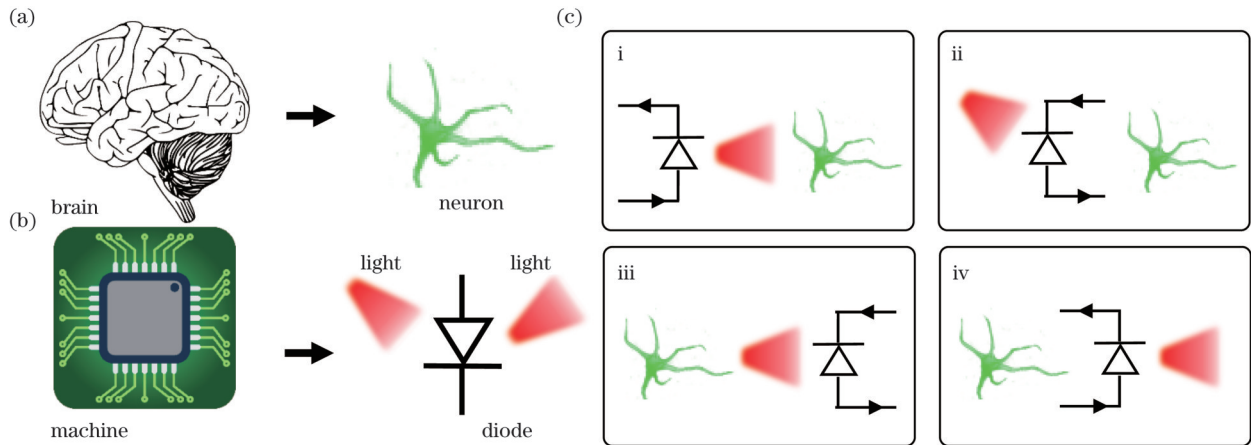 (a)
brain
neuron
(b)
machine
light
light
diode
(c)
i
ii
iii
iv